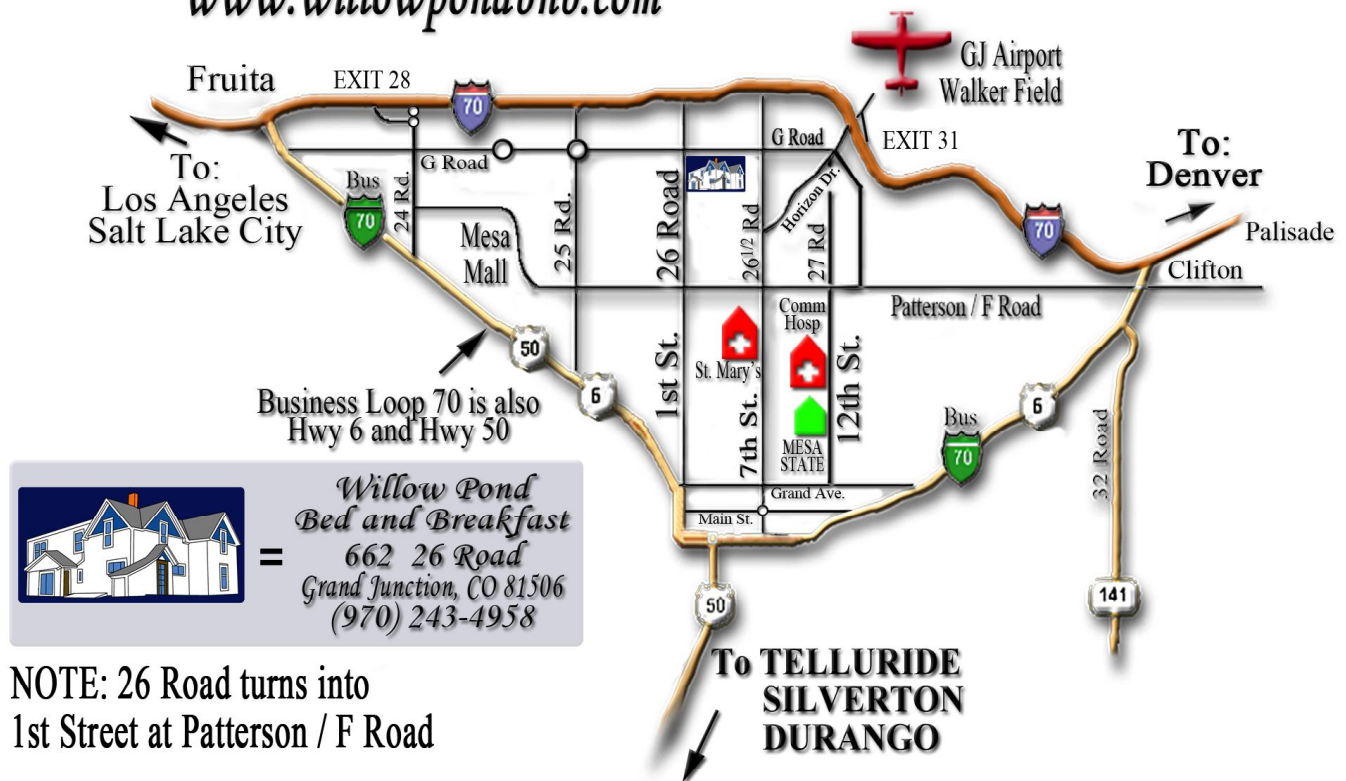 www.willowpondbnb.com
GJ Airport
Walker Field
Fruita
EXIT 28
70
G Road
EXIT 31
To:
Denver
To:
Los Angeles
Salt Lake City
G Road
Bus
70
24 Rd.
Mesa
Mall
25 Rd.
26 Road
26 1/2 Rd
Horizon Dr.
27 Rd
70
Palisade
Clifton
Patterson / F Road
50
6
1st St.
St. Mary's
7th St.
Comm
Hosp
12th St.
MESA
STATE
Business Loop 70 is also
Hwy 6 and Hwy 50
6
Bus
70
32 Road
Grand Ave.
Main St.
Willow Pond
Bed and Breakfast
=
662 26 Road
Grand Junction, CO 81506
(970) 243-4958
50
141
To TELLURIDE
SILVERTON
DURANGO
NOTE: 26 Road turns into
1st Street at Patterson / F Road